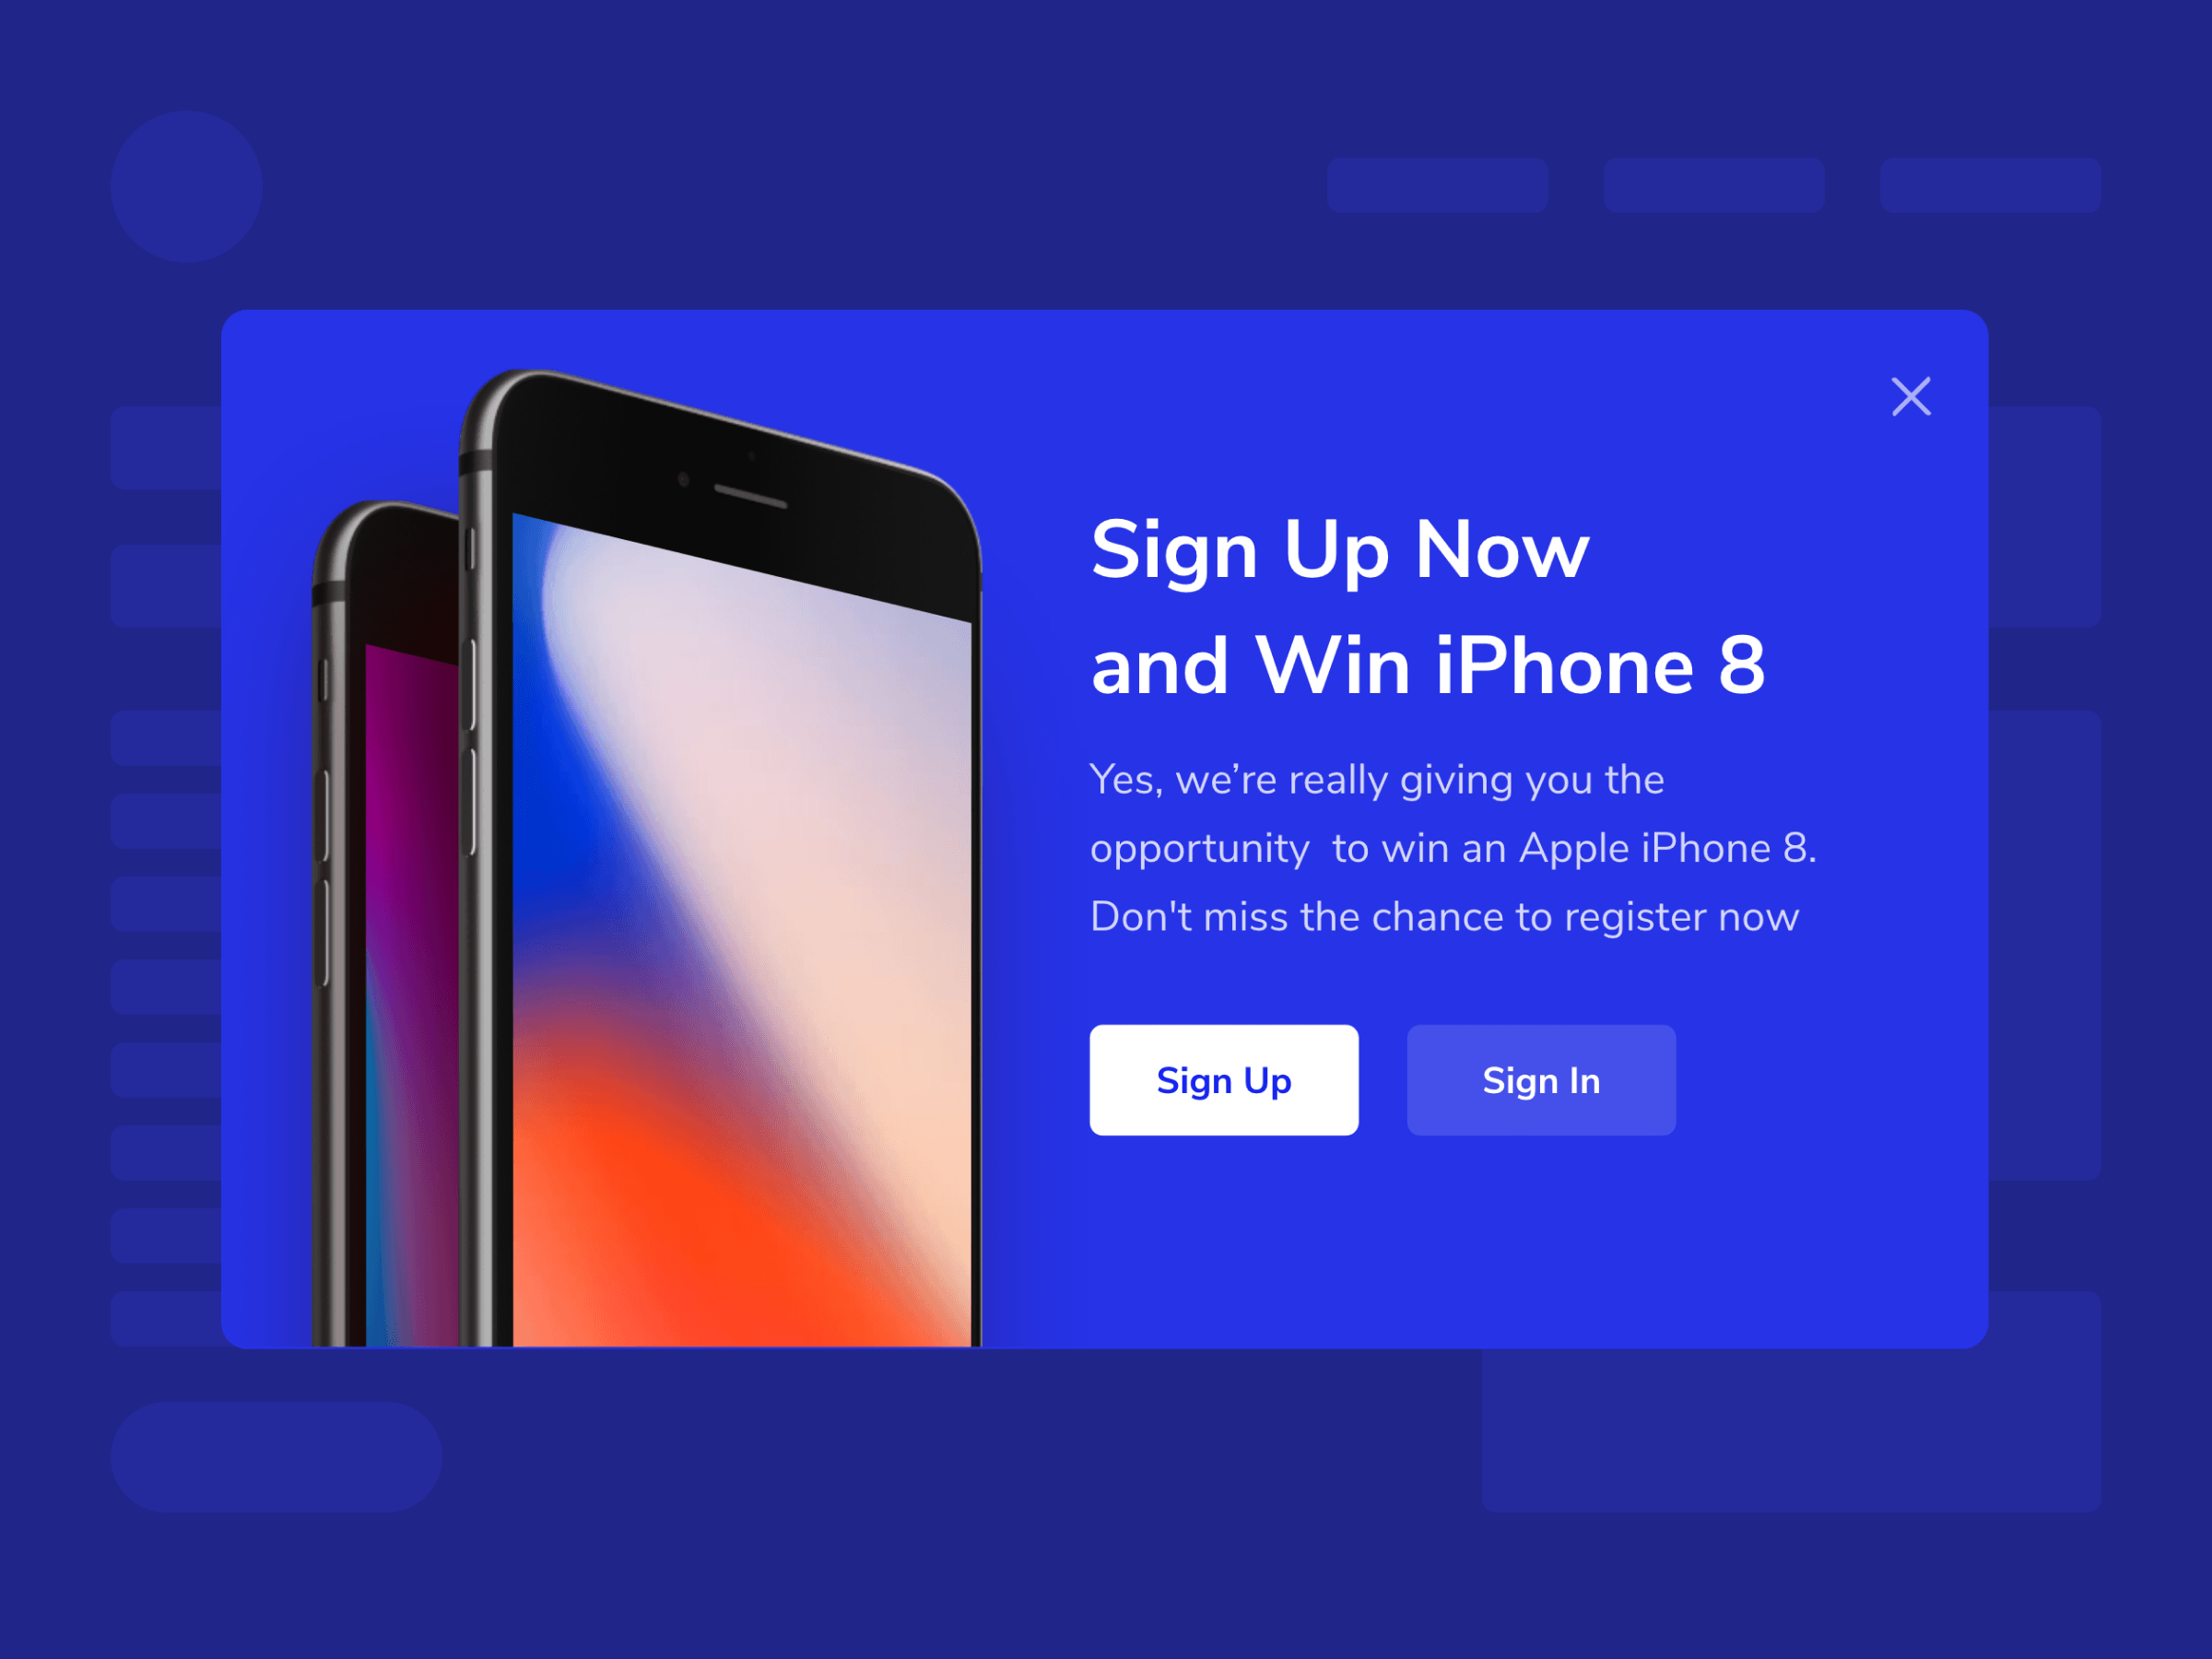 Sign Up Now
and Win iPhone 8
Yes, we’re really giving you the
opportunity  to win an Apple iPhone 8.
Don't miss the chance to register now
Sign Up
Sign In